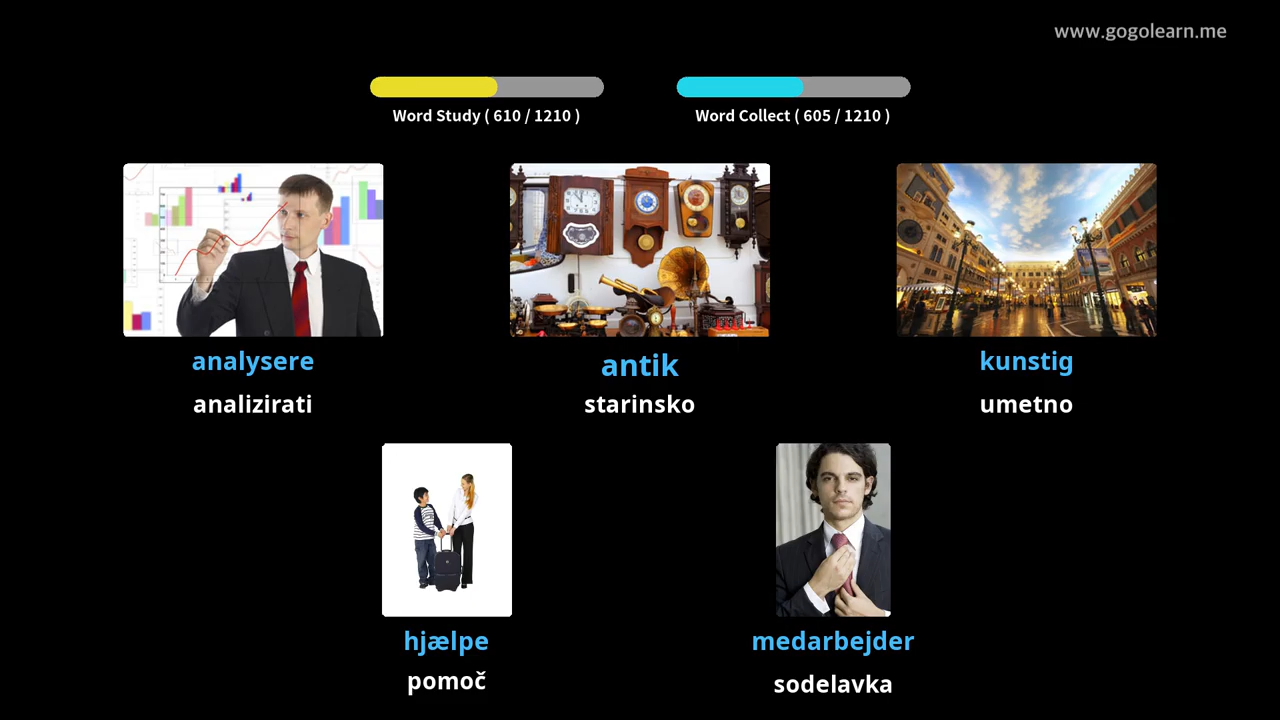 www.gogolearn.me
Word Study ( 610 / 1210 )
Word Collect ( 605 / 1210 )
analysere
antik
kunstig
analizirati
starinsko
umetno
hjælpe
medarbejder
pomoč
sodelavka